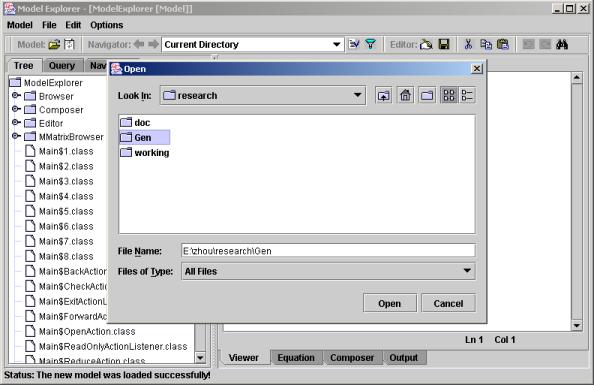 Model Explorer - [ModelExplorer [Model]]
Model File Edit Options
Model: Navigator: Current Directory Editor:
Tree Query Nav
ModelExplorer
Browser
Composer
Editor
MMatrixBrowser
Main$1.class
Main$2.class
Main$3.class
Main$4.class
Main$5.class
Main$6.class
Main$7.class
Main$8.class
Main$BackActio
Main$CheckActio
Main$ExitActionL
Main$ForwardAc
Main$OpenAction.class
Main$ReadOnlyActionListener.class
Main$ReduceAction.class
Open
Look In: research
doc
Gen
working
File Name: E:\zhou\research\Gen
Files of Type: All Files
Open Cancel
Ln 1 Col 1
Viewer Equation Composer Output
Status: The new model was loaded successfully!